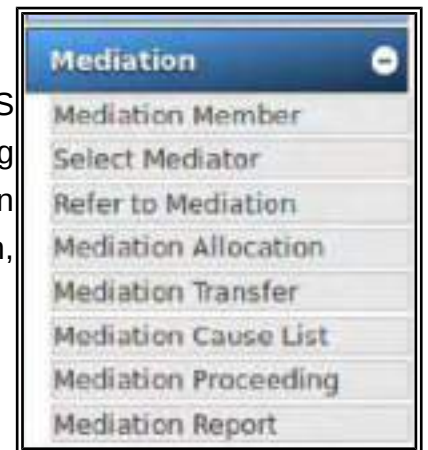 Mediation
Mediation Member
S
Select Mediator
g
Refer to Mediation
n
Mediation Allocation
n,
Mediation Transfer
Mediation Cause List
Mediation Proceeding
Mediation Report